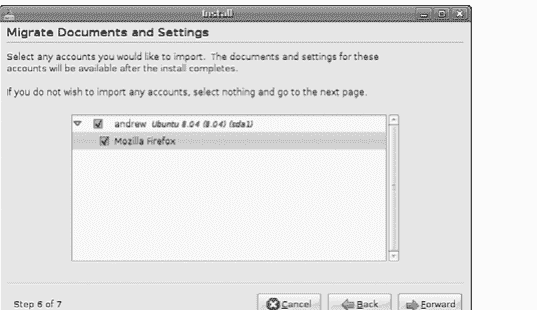 Install
Migrate Documents and Settings
Select any accounts you would like to import. The documents and settings for these
accounts will be available after the install completes.
If you do not wish to import any accounts, select nothing and go to the next page.
andrew Ubuntu 8.04 (8.04) (sda1)
Mozilla Firefox
Step 6 of 7
Cancel
Back
Forward